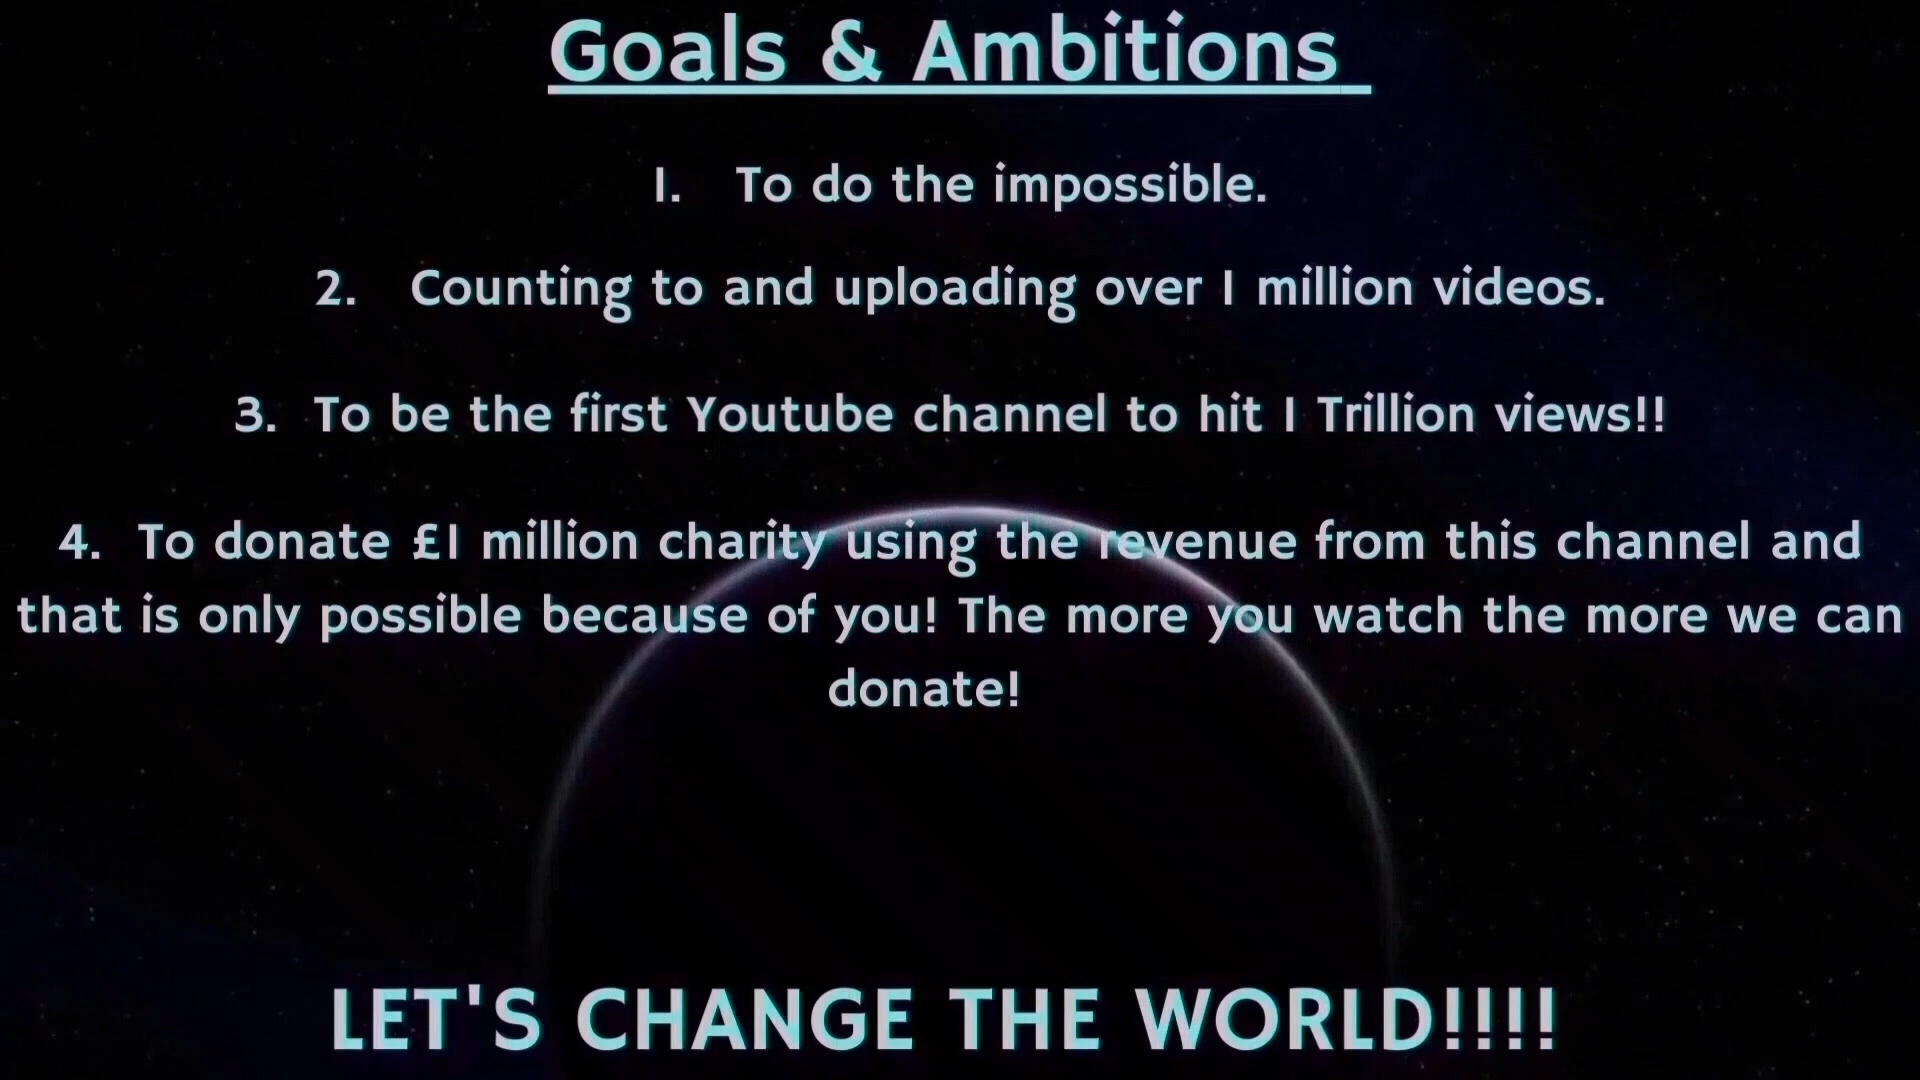 Goals & Ambitions
1. To do the impossible.
2. Counting to and uploading over 1 million videos.
3. To be the first Youtube channel to hit 1 Trillion views!!
4. To donate £1 million charity using the revenue from this channel and
that is only possible because of you! The more you watch the more we can
donate!
LET'S CHANGE THE WORLD!!!!